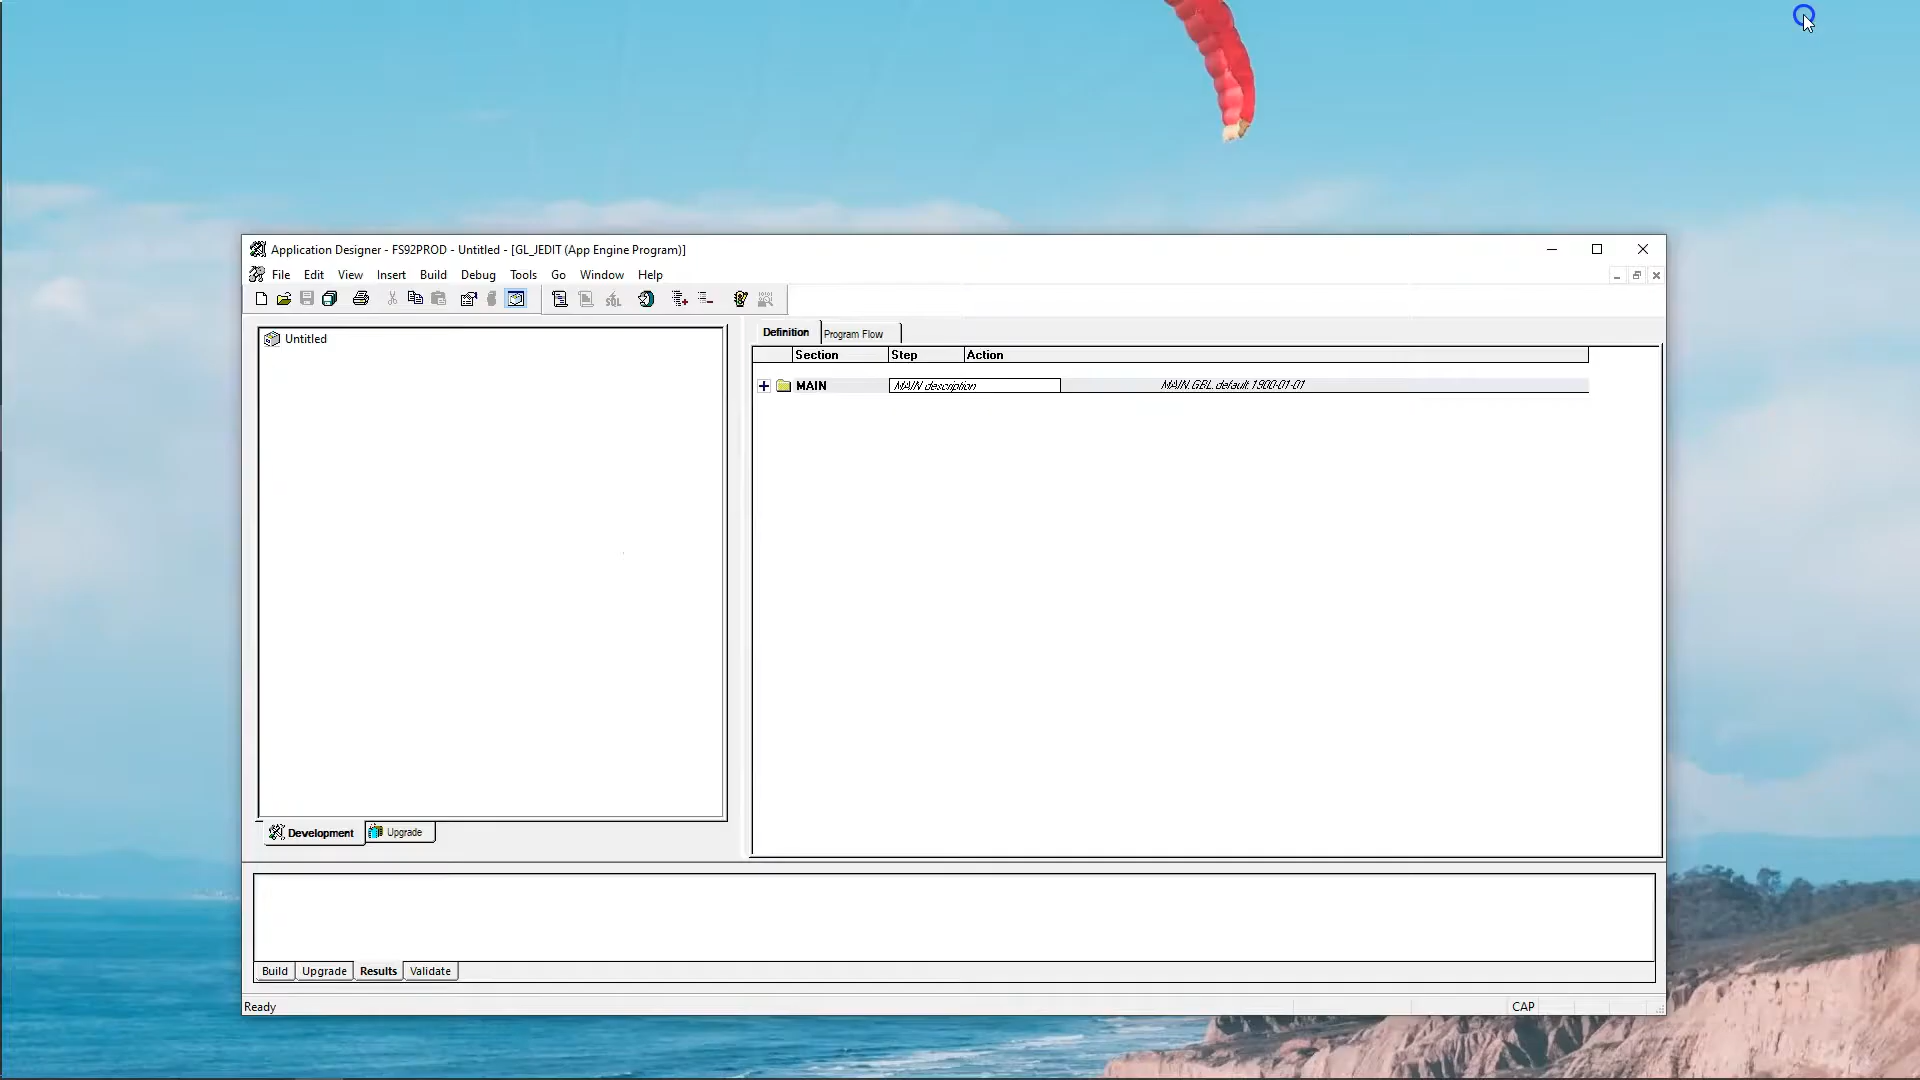 Application Designer - FS92PROD - Untitled - [GL_JEDIT (App Engine Program)]
File Edit View Insert Build Debug Tools Go Window Help
Untitled
Definition Program Flow
Section Step Action
MAIN MAIN description MAIN.GBL.default.1900-01-01
Development Upgrade
Build Upgrade Results Validate
Ready CAP